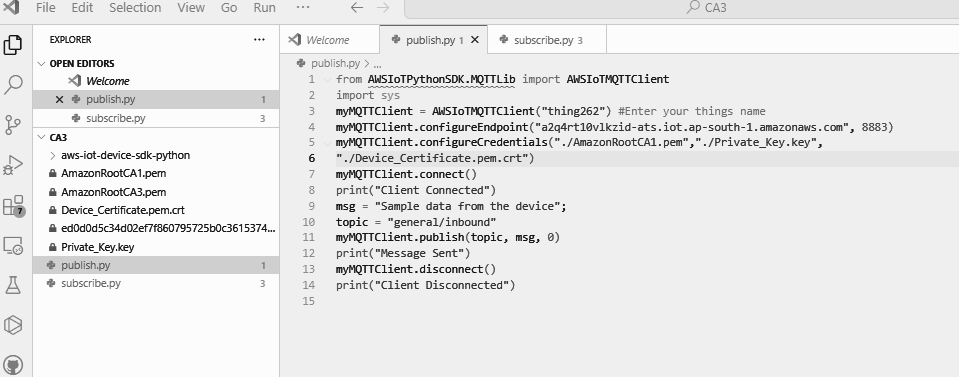 File Edit Selection View Go Run ... CA3
EXPLORER ...
OPEN EDITORS
Welcome
publish.py 1
subscribe.py 3
CA3
aws-iot-device-sdk-python
AmazonRootCA1.pem
AmazonRootCA3.pem
Device_Certificate.pem.crt
ed0d0d5c34d02ef7f860795725b0c3615374...
Private_Key.key
publish.py 1
subscribe.py 3
7
Welcome publish.py 1 subscribe.py 3
publish.py > ...
1 from AWSIoTPythonSDK.MQTTLib import AWSIoTMQTTClient
2 import sys
3 myMQTTClient = AWSIoTMQTTClient("thing262") #Enter your things name
4 myMQTTClient.configureEndpoint("a2q4rt10vlkzid-ats.iot.ap-south-1.amazonaws.com", 8883)
5 myMQTTClient.configureCredentials("./AmazonRootCA1.pem","./Private_Key.key",
6 "./Device_Certificate.pem.crt")
7 myMQTTClient.connect()
8 print("Client Connected")
9 msg = "Sample data from the device";
10 topic = "general/inbound"
11 myMQTTClient.publish(topic, msg, 0)
12 print("Message Sent")
13 myMQTTClient.disconnect()
14 print("Client Disconnected")
15